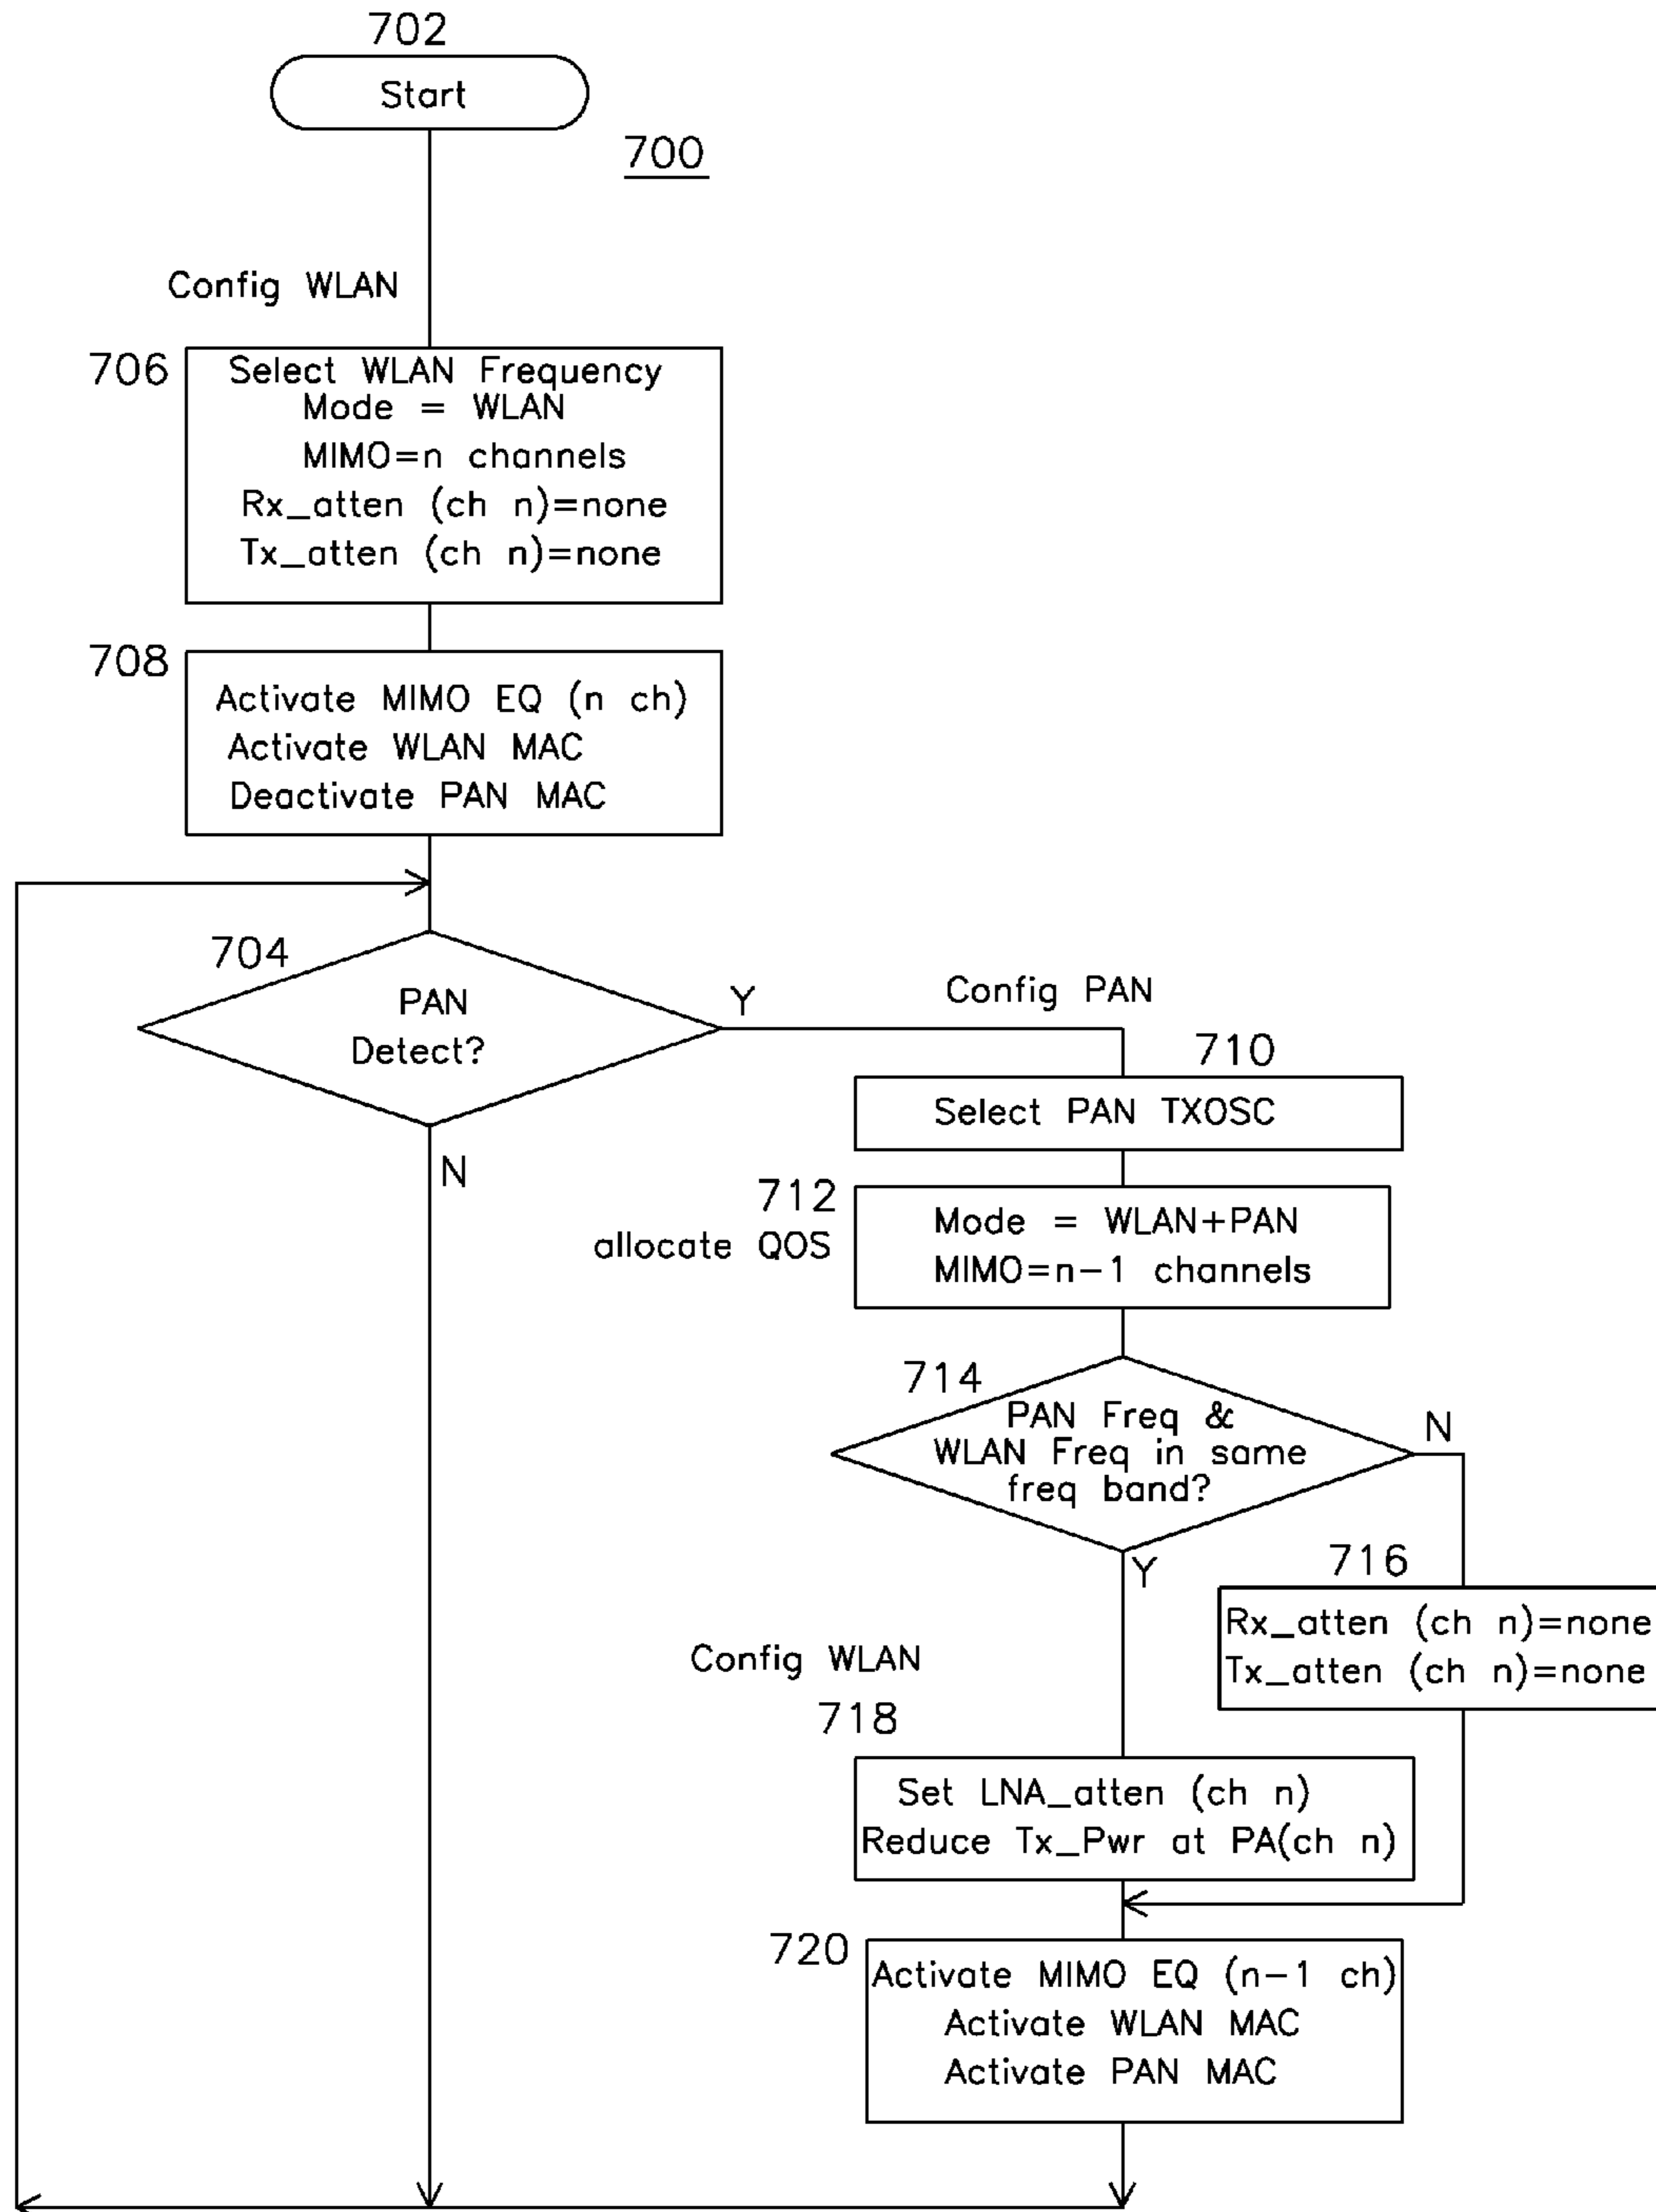 702
Start
700
Config WLAN
706
Select WLAN Frequency
Mode = WLAN
MIMO=n channels
Rx_atten (ch n)=none
Tx_atten (ch n)=none
708
Activate MIMO EQ (n ch)
Activate WLAN MAC
Deactivate PAN MAC
704
PAN
Detect?
Y
N
Config PAN
710
Select PAN TXOSC
712
allocate QOS
Mode = WLAN+PAN
MIMO=n-1 channels
714
PAN Freq &
WLAN Freq in same
freq band?
N
Y
716
Rx_atten (ch n)=none
Tx_atten (ch n)=none
Config WLAN
718
Set LNA_atten (ch n)
Reduce Tx_Pwr at PA(ch n)
720
Activate MIMO EQ (n-1 ch)
Activate WLAN MAC
Activate PAN MAC